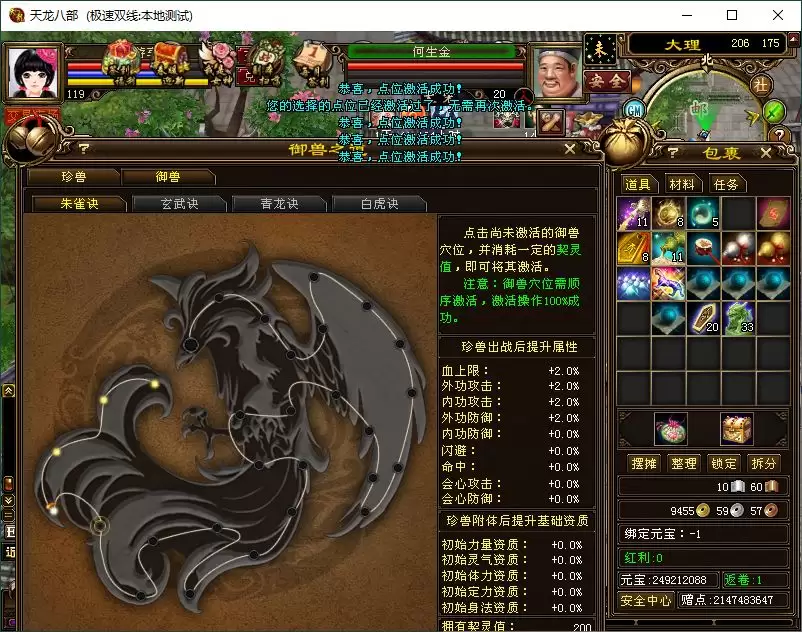 天龙八部 (极速双线:本地测试)
何生金
119
20
恭喜，点位激活成功！
您的选择的点位已经激活过了，无需再次激活。
恭喜，点位激活成功！
恭喜，点位激活成功！
恭喜，点位激活成功！
未
大理
206 175
北
安全
社
GM
?
御兽之
珍兽
御兽
朱雀诀
玄武诀
青龙诀
白虎诀
点击尚未激活的御兽
穴位，并消耗一定的契灵
值，即可将其激活。
注意：御兽穴位需顺
序激活，激活操作100%成
功。
珍兽出战后提升属性
血上限： +2.0%
外功攻击： +2.0%
内功攻击： +2.0%
外功防御： +2.0%
内功防御： +0.0%
闪避： +0.0%
命中： +0.0%
会心攻击： +0.0%
会心防御： +0.0%
珍兽附体后提升基础资质
初始力量资质： +0.0%
初始灵气资质： +0.0%
初始体力资质： +0.0%
初始定力资质： +0.0%
初始身法资质： +0.0%
拥有契灵值： 200
? 包裹
道具
材料
任务
11
8
5
8
11
20
33
摆摊
整理
锁定
拆分
10 60
9455 59 57
绑定元宝：-1
红利:0
元宝:249212088
返卷:1
安全中心
赠点:2147483647